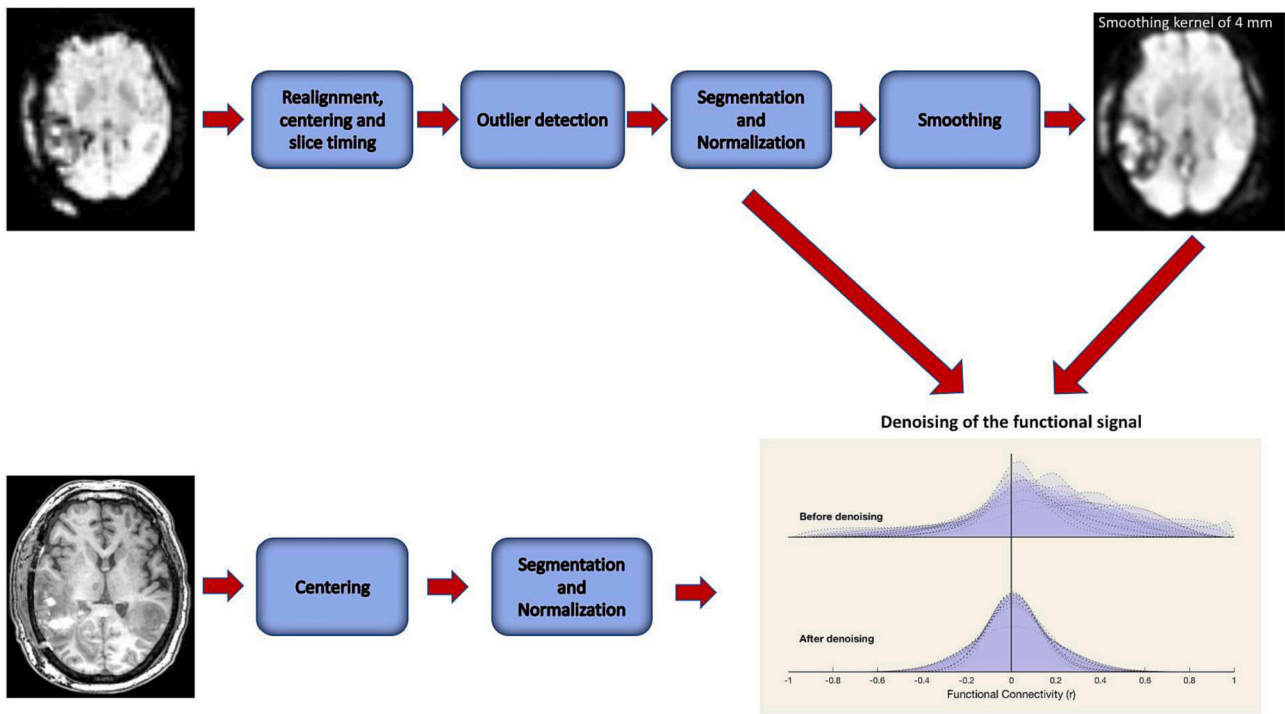 Smoothing kernel of 4 mm
Realignment,
centering and
slice timing
Outlier detection
Segmentation
and
Normalization
Smoothing
Denoising of the functional signal
Before denoising
After denoising
-1 -0.8 -0.6 -0.4 -0.2 0 0.2 0.4 0.6 0.8 1
Functional Connectivity (r)
Centering
Segmentation
and
Normalization